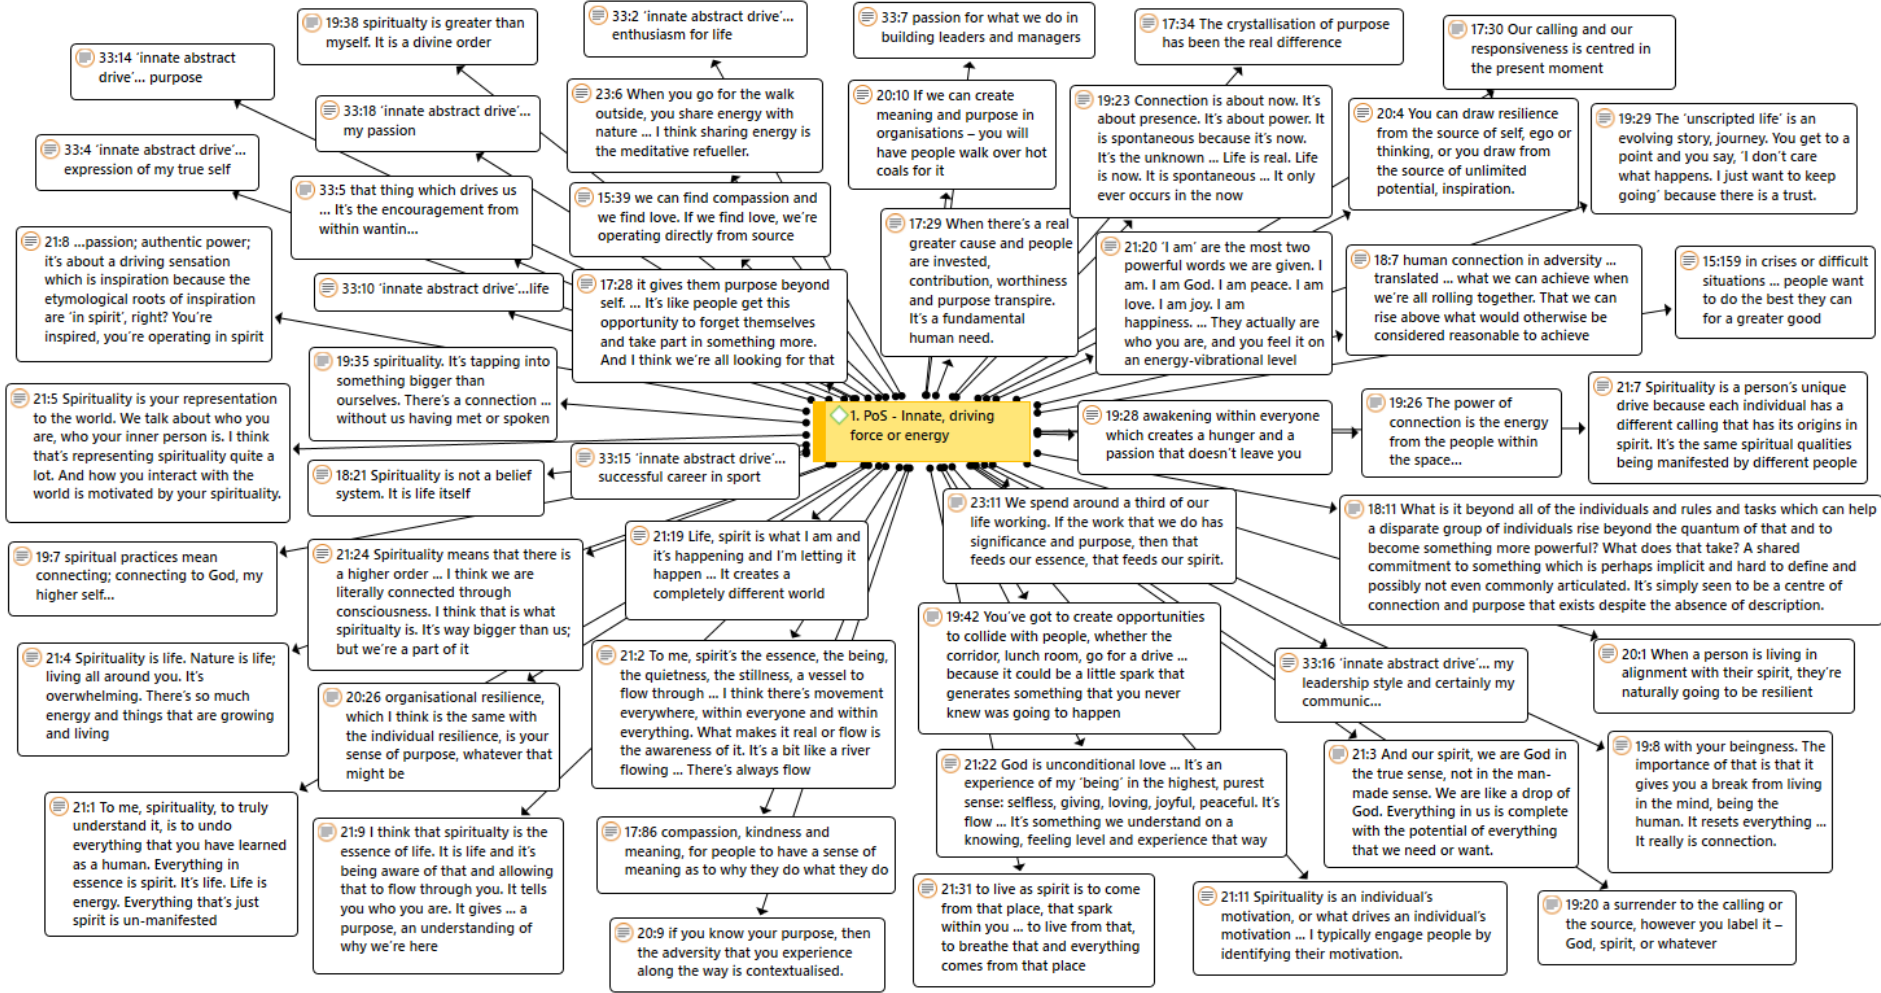 19:38 spiritualty is greater than
myself. It is a divine order
33:2 ‘innate abstract drive’...
enthusiasm for life
33:7 passion for what we do in
building leaders and managers
17:34 The crystallisation of purpose
has been the real difference
17:30 Our calling and our
responsiveness is centred in
the present moment
33:14 ‘innate abstract
drive’... purpose
33:18 ‘innate abstract drive’...
my passion
23:6 When you go for the walk
outside, you share energy with
nature ... I think sharing energy is
the meditative refueller.
20:10 If we can create
meaning and purpose in
organisations – you will
have people walk over hot
coals for it
19:23 Connection is about now. It’s
about presence. It’s about power. It
is spontaneous because it’s now.
It’s the unknown ... Life is real. Life
is now. It is spontaneous ... It only
ever occurs in the now
20:4 You can draw resilience
from the source of self, ego or
thinking, or you draw from
the source of unlimited
potential, inspiration.
19:29 The ‘unscripted life’ is an
evolving story, journey. You get to a
point and you say, ‘I don’t care
what happens. I just want to keep
going’ because there is a trust.
33:4 ‘innate abstract drive’...
expression of my true self
33:5 that thing which drives us
... It’s the encouragement from
within wantin...
15:39 we can find compassion and
we find love. If we find love, we’re
operating directly from source
17:29 When there’s a real
greater cause and people
are invested,
contribution, worthiness
and purpose transpire.
It’s a fundamental
human need.
21:20 ‘I am’ are the most two
powerful words we are given. I
am. I am God. I am peace. I am
love. I am joy. I am
happiness. ... They actually are
who you are, and you feel it on
an energy-vibrational level
18:7 human connection in adversity ...
translated ... what we can achieve when
we’re all rolling together. That we can
rise above what would otherwise be
considered reasonable to achieve
15:159 in crises or difficult
situations ... people want
to do the best they can
for a greater good
21:8 ...passion; authentic power;
it’s about a driving sensation
which is inspiration because the
etymological roots of inspiration
are ‘in spirit’, right? You’re
inspired, you’re operating in spirit
33:10 ‘innate abstract drive’...life
17:28 it gives them purpose beyond
self. ... It’s like people get this
opportunity to forget themselves
and take part in something more.
And I think we’re all looking for that
19:35 spirituality. It’s tapping into
something bigger than
ourselves. There’s a connection ...
without us having met or spoken
21:5 Spirituality is your representation
to the world. We talk about who you
are, who your inner person is. I think
that’s representing spirituality quite a
lot. And how you interact with the
world is motivated by your spirituality.
1. PoS - Innate, driving
force or energy
19:28 awakening within everyone
which creates a hunger and a
passion that doesn’t leave you
19:26 The power of
connection is the energy
from the people within
the space...
21:7 Spirituality is a person’s unique
drive because each individual has a
different calling that has its origins in
spirit. It’s the same spiritual qualities
being manifested by different people
18:21 Spirituality is not a belief
system. It is life itself
33:15 ‘innate abstract drive’...
successful career in sport
23:11 We spend around a third of our
life working. If the work that we do has
significance and purpose, then that
feeds our essence, that feeds our spirit.
18:11 What is it beyond all of the individuals and rules and tasks which can help
a disparate group of individuals rise beyond the quantum of that and to
become something more powerful? What does that take? A shared
commitment to something which is perhaps implicit and hard to define and
possibly not even commonly articulated. It’s simply seen to be a centre of
connection and purpose that exists despite the absence of description.
19:7 spiritual practices mean
connecting; connecting to God, my
higher self...
21:24 Spirituality means that there is
a higher order ... I think we are
literally connected through
consciousness. I think that is what
spiritualty is. It’s way bigger than us;
but we’re a part of it
21:19 Life, spirit is what I am and
it’s happening and I’m letting it
happen ... It creates a
completely different world
19:42 You’ve got to create opportunities
to collide with people, whether the
corridor, lunch room, go for a drive ...
because it could be a little spark that
generates something that you never
knew was going to happen
33:16 ‘innate abstract drive’... my
leadership style and certainly my
communic...
20:1 When a person is living in
alignment with their spirit, they’re
naturally going to be resilient
21:4 Spirituality is life. Nature is life;
living all around you. It’s
overwhelming. There’s so much
energy and things that are growing
and living
20:26 organisational resilience,
which I think is the same with
the individual resilience, is your
sense of purpose, whatever that
might be
21:2 To me, spirit’s the essence, the being,
the quietness, the stillness, a vessel to
flow through ... I think there’s movement
everywhere, within everyone and within
everything. What makes it real or flow is
the awareness of it. It’s a bit like a river
flowing ... There’s always flow
21:22 God is unconditional love ... It’s an
experience of my ‘being’ in the highest, purest
sense: selfless, giving, loving, joyful, peaceful. It’s
flow ... It’s something we understand on a
knowing, feeling level and experience that way
21:3 And our spirit, we are God in
the true sense, not in the man-
made sense. We are like a drop of
God. Everything in us is complete
with the potential of everything
that we need or want.
19:8 with your beingness. The
importance of that is that it
gives you a break from living
in the mind, being the
human. It resets everything ...
It really is connection.
21:1 To me, spirituality, to truly
understand it, is to undo
everything that you have learned
as a human. Everything in
essence is spirit. It’s life. Life is
energy. Everything that’s just
spirit is un-manifested
21:9 I think that spiritualty is the
essence of life. It is life and it’s
being aware of that and allowing
that to flow through you. It tells
you who you are. It gives ... a
purpose, an understanding of
why we’re here
17:86 compassion, kindness and
meaning, for people to have a sense of
meaning as to why they do what they do
20:9 if you know your purpose, then
the adversity that you experience
along the way is contextualised.
21:31 to live as spirit is to come
from that place, that spark
within you ... to live from that,
to breathe that and everything
comes from that place
21:11 Spirituality is an individual’s
motivation, or what drives an individual’s
motivation ... I typically engage people by
identifying their motivation.
19:20 a surrender to the calling or
the source, however you label it –
God, spirit, or whatever